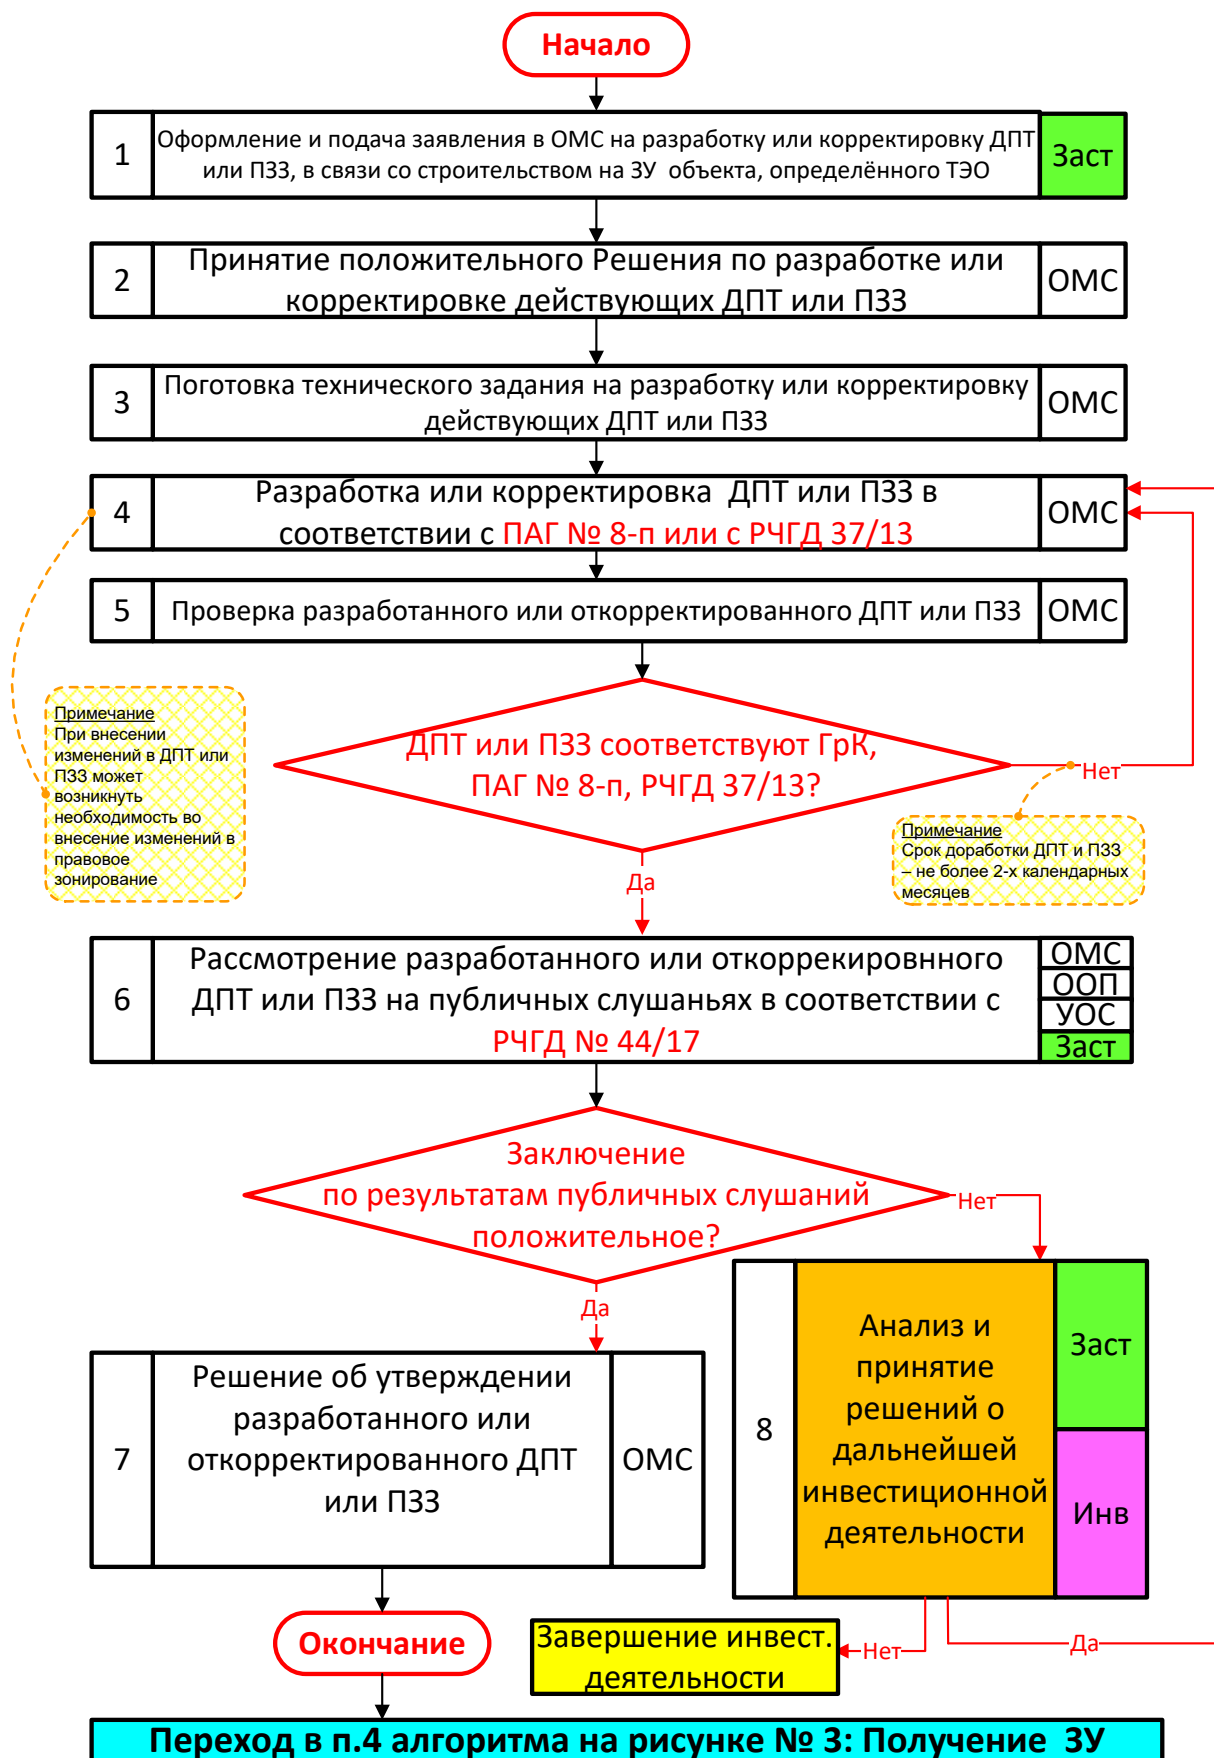 Начало
1
Оформление и подача заявления в ОМС на разработку или корректировку ДПТ
или ПЗЗ, в связи со строительством на ЗУ объекта, определённого ТЭО
Заст
2
Принятие положительного Решения по разработке или
корректировке действующих ДПТ или ПЗЗ
ОМС
3
Поготовка технического задания на разработку или корректировку
действующих ДПТ или ПЗЗ
ОМС
4
Разработка или корректировка ДПТ или ПЗЗ в
соответствии с ПАГ № 8-п или с РЧГД 37/13
ОМС
5
Проверка разработанного или откорректированного ДПТ или ПЗЗ
ОМС
Примечание
При внесении
изменений в ДПТ или
ПЗЗ может
возникнуть
необходимость во
внесение изменений в
правовое
зонирование
ДПТ или ПЗЗ соответствуют ГрК,
ПАГ № 8-п, РЧГД 37/13?
Нет
Примечание
Срок доработки ДПТ и ПЗЗ
– не более 2-х календарных
месяцев
Да
6
Рассмотрение разработанного или откоррекировнного
ДПТ или ПЗЗ на публичных слушаньях в соответствии с
РЧГД № 44/17
ОМС
ООП
УОС
Заст
Заключение
по результатам публичных слушаний
положительное?
Нет
Да
7
Решение об утверждении
разработанного или
откорректированного ДПТ
или ПЗЗ
ОМС
8
Анализ и
принятие
решений о
дальнейшей
инвестиционной
деятельности
Заст
Инв
Окончание
Завершение инвест.
деятельности
Нет
Да
Переход в п.4 алгоритма на рисунке № 3: Получение ЗУ